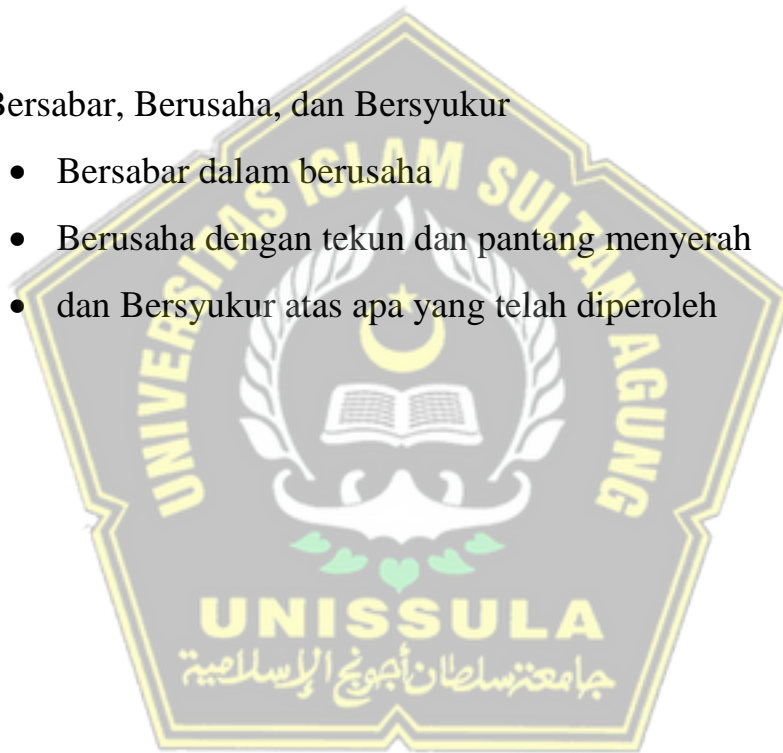 Bersabar, Berusaha, dan Bersyukur
• Bersabar dalam berusaha
• Berusaha dengan tekun dan pantang menyerah
• dan Bersyukur atas apa yang telah diperoleh
UNIVERSITAS ISLAM SULTAN AGUNG
UNISSULA
جامعة سلطان أجونج الإسلامية